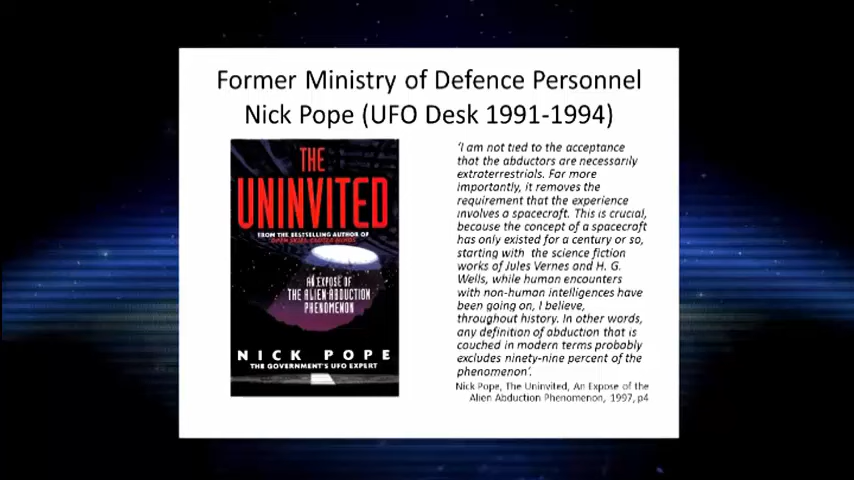 Former Ministry of Defence Personnel
Nick Pope (UFO Desk 1991-1994)
THE
UNINVITED
FROM THE BESTSELLING AUTHOR OF
OPEN SKIES, CLOSED MINDS
AN EXPOSE OF
THE ALIEN ABDUCTION
PHENOMENON
NICK POPE
THE GOVERNMENT'S UFO EXPERT
'I am not tied to the acceptance
that the abductors are necessarily
extraterrestrials. Far more
importantly, it removes the
requirement that the experience
involves a spacecraft. This is crucial,
because the concept of a spacecraft
has only existed for a century or so,
starting with the science fiction
works of Jules Vernes and H. G.
Wells, while human encounters
with non-human intelligences have
been going on, I believe,
throughout history. In other words,
any definition of abduction that is
couched in modern terms probably
excludes ninety-nine percent of the
phenomenon'.
Nick Pope, The Uninvited, An Expose of the
Alien Abduction Phenomenon, 1997, p4